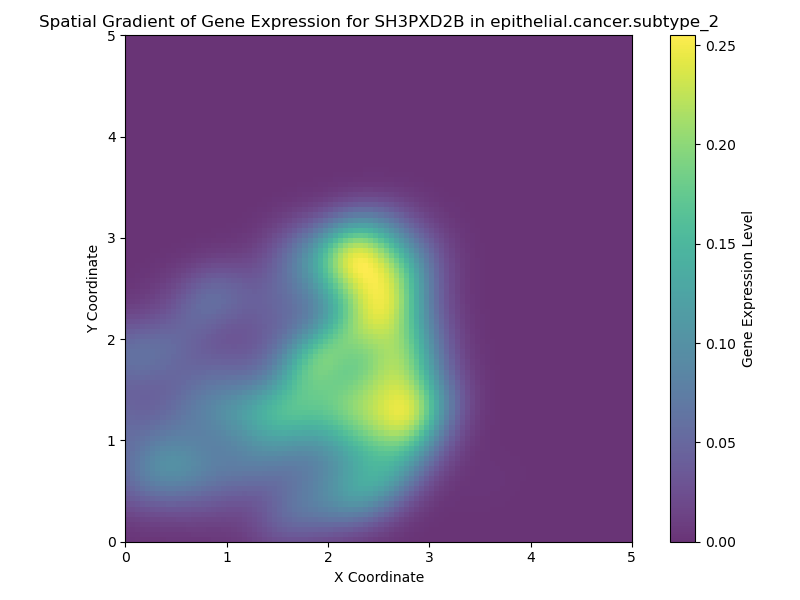 Spatial Gradient of Gene Expression for SH3PXD2B in epithelial.cancer.subtype_2
5
4
3
2
1
0
0 1 2 3 4 5
X Coordinate
Y Coordinate
0.25
0.20
0.15
0.10
0.05
0.00
Gene Expression Level